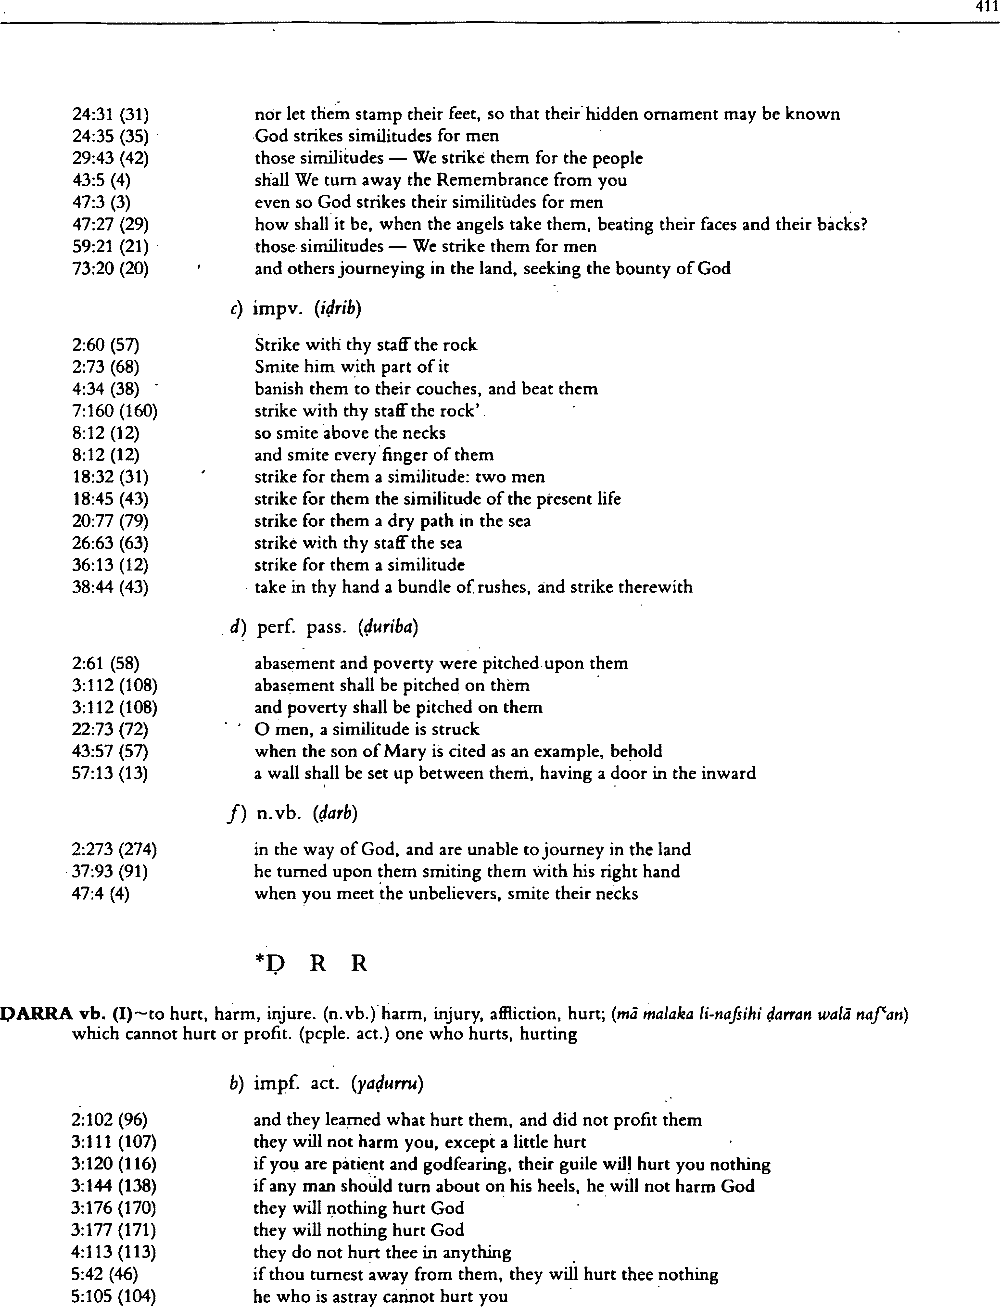 411
24:31 (31) nor let them stamp their feet, so that their hidden ornament may be known
24:35 (35) God strikes similitudes for men
29:43 (42) those similitudes — We strike them for the people
43:5 (4) shall We turn away the Remembrance from you
47:3 (3) even so God strikes their similitudes for men
47:27 (29) how shall it be, when the angels take them, beating their faces and their backs?
59:21 (21) those similitudes — We strike them for men
73:20 (20) and others journeying in the land, seeking the bounty of God
c) impv. (iḍrib)
2:60 (57) Strike with thy staff the rock
2:73 (68) Smite him with part of it
4:34 (38) banish them to their couches, and beat them
7:160 (160) strike with thy staff the rock’
8:12 (12) so smite above the necks
8:12 (12) and smite every finger of them
18:32 (31) strike for them a similitude: two men
18:45 (43) strike for them the similitude of the present life
20:77 (79) strike for them a dry path in the sea
26:63 (63) strike with thy staff the sea
36:13 (12) strike for them a similitude
38:44 (43) take in thy hand a bundle of rushes, and strike therewith
d) perf. pass. (ḍuriba)
2:61 (58) abasement and poverty were pitched upon them
3:112 (108) abasement shall be pitched on them
3:112 (108) and poverty shall be pitched on them
22:73 (72) O men, a similitude is struck
43:57 (57) when the son of Mary is cited as an example, behold
57:13 (13) a wall shall be set up between them, having a door in the inward
f) n.vb. (ḍarb)
2:273 (274) in the way of God, and are unable to journey in the land
37:93 (91) he turned upon them smiting them with his right hand
47:4 (4) when you meet the unbelievers, smite their necks
*Ḍ R R
ḌARRA vb. (I)~to hurt, harm, injure. (n.vb.) harm, injury, affliction, hurt; (mā malaka li-nafsihi ḍarran walā nafʿan)
which cannot hurt or profit. (pcple. act.) one who hurts, hurting
b) impf. act. (yaḍurru)
2:102 (96) and they learned what hurt them, and did not profit them
3:111 (107) they will not harm you, except a little hurt
3:120 (116) if you are patient and godfearing, their guile will hurt you nothing
3:144 (138) if any man should turn about on his heels, he will not harm God
3:176 (170) they will nothing hurt God
3:177 (171) they will nothing hurt God
4:113 (113) they do not hurt thee in anything
5:42 (46) if thou turnest away from them, they will hurt thee nothing
5:105 (104) he who is astray cannot hurt you